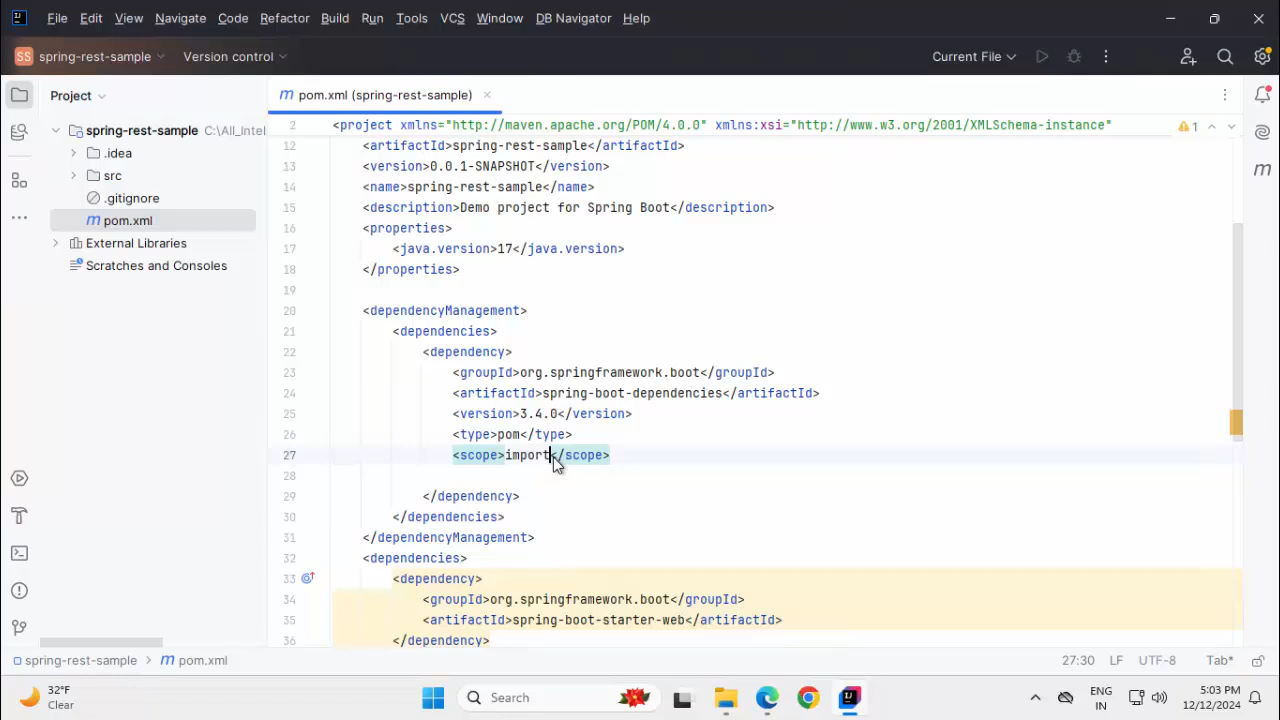 File Edit View Navigate Code Refactor Build Run Tools VCS Window DB Navigator Help
SS spring-rest-sample Version control Current File
Project
pom.xml (spring-rest-sample)
spring-rest-sample C:\All_Intel
.idea
src
.gitignore
pom.xml
External Libraries
Scratches and Consoles
2 <project xmlns="http://maven.apache.org/POM/4.0.0" xmlns:xsi="http://www.w3.org/2001/XMLSchema-instance" 1
12 <artifactId>spring-rest-sample</artifactId>
13 <version>0.0.1-SNAPSHOT</version>
14 <name>spring-rest-sample</name>
15 <description>Demo project for Spring Boot</description>
16 <properties>
17 <java.version>17</java.version>
18 </properties>
19
20 <dependencyManagement>
21 <dependencies>
22 <dependency>
23 <groupId>org.springframework.boot</groupId>
24 <artifactId>spring-boot-dependencies</artifactId>
25 <version>3.4.0</version>
26 <type>pom</type>
27 <scope>import</scope>
28
29 </dependency>
30 </dependencies>
31 </dependencyManagement>
32 <dependencies>
33 <dependency>
34 <groupId>org.springframework.boot</groupId>
35 <artifactId>spring-boot-starter-web</artifactId>
36 </dependency>
spring-rest-sample > pom.xml 27:30 LF UTF-8 Tab*
32°F
Clear
Search
ENG
IN
5:03 PM
12/12/2024